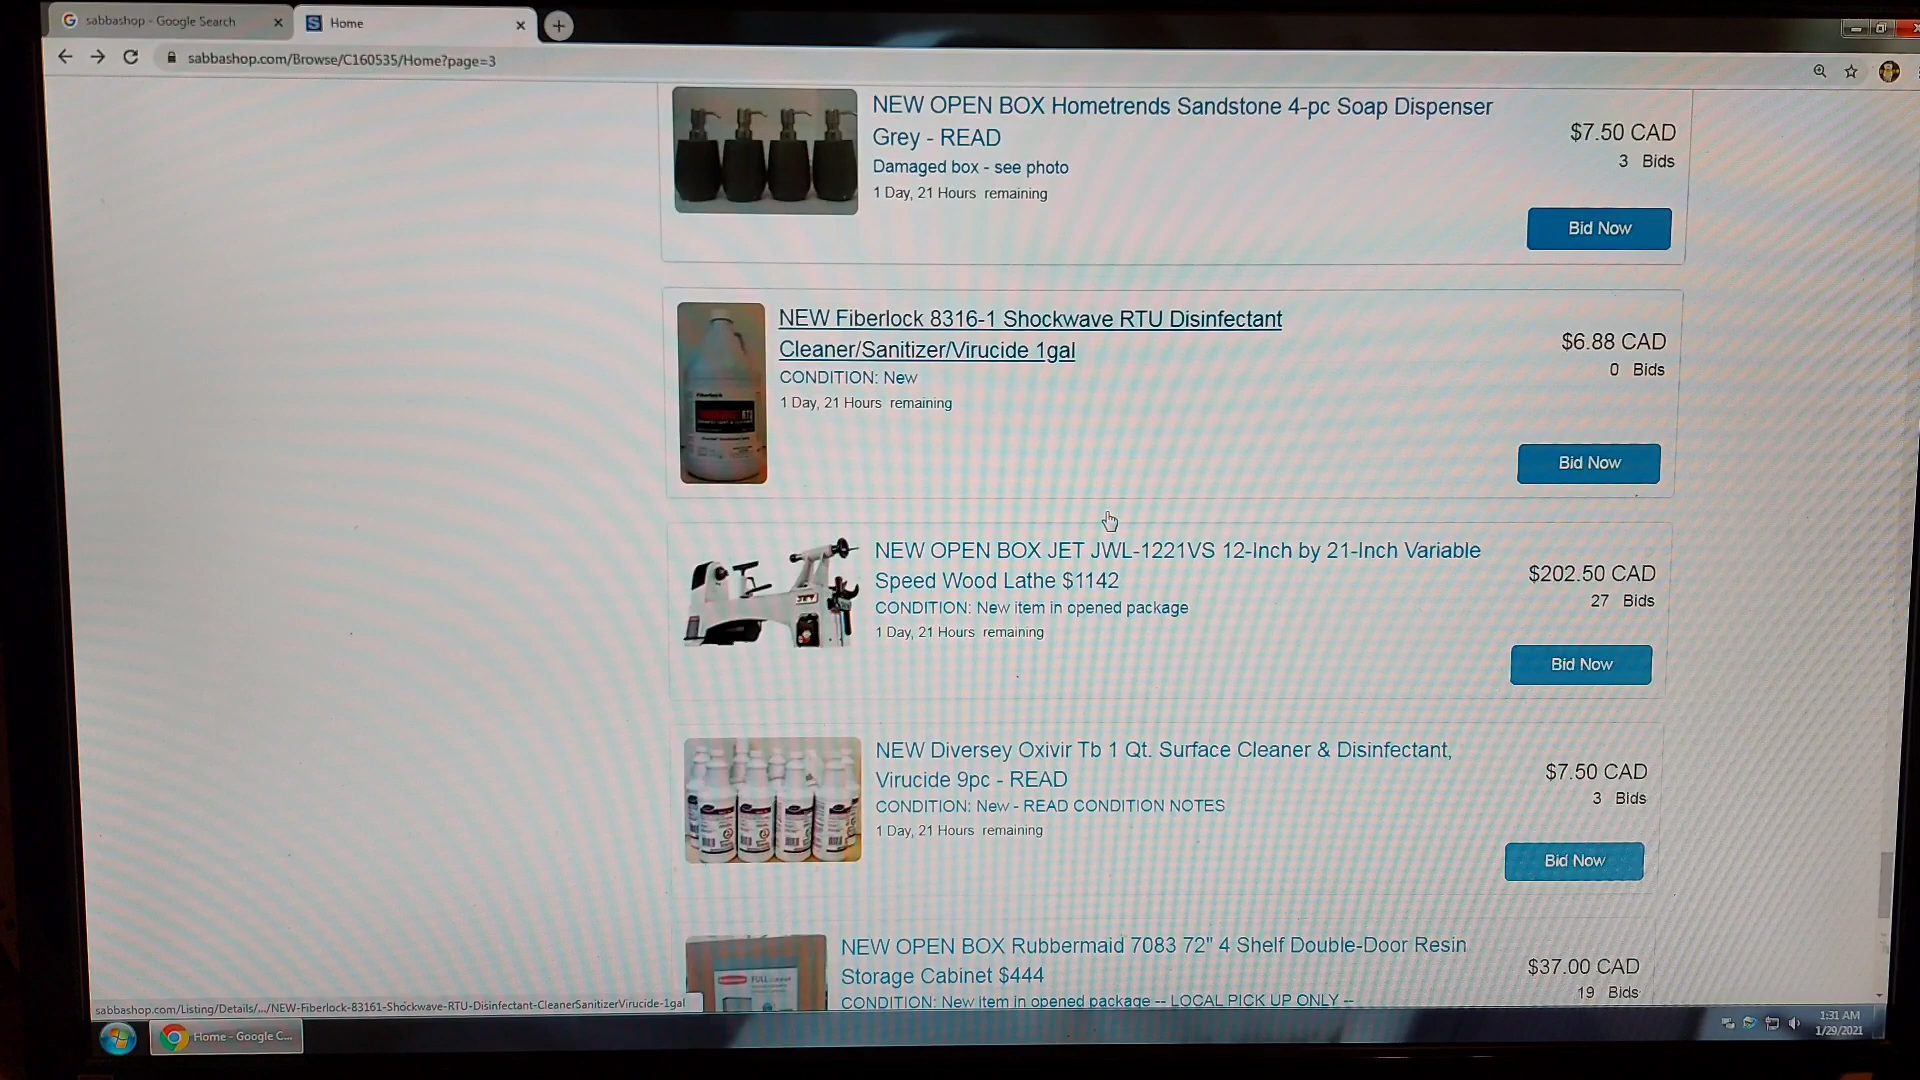 sabbashop - Google Search
Home
sabbashop.com/Browse/C160535/Home?page=3
NEW OPEN BOX Hometrends Sandstone 4-pc Soap Dispenser
Grey - READ
Damaged box - see photo
1 Day, 21 Hours remaining
$7.50 CAD
3 Bids
Bid Now
NEW Fiberlock 8316-1 Shockwave RTU Disinfectant
Cleaner/Sanitizer/Virucide 1gal
CONDITION: New
1 Day, 21 Hours remaining
$6.88 CAD
0 Bids
Bid Now
Fiberlock
NEW OPEN BOX JET JWL-1221VS 12-Inch by 21-Inch Variable
Speed Wood Lathe $1142
CONDITION: New item in opened package
1 Day, 21 Hours remaining
$202.50 CAD
27 Bids
Bid Now
JET
NEW Diversey Oxivir Tb 1 Qt. Surface Cleaner & Disinfectant,
Virucide 9pc - READ
CONDITION: New - READ CONDITION NOTES
1 Day, 21 Hours remaining
$7.50 CAD
3 Bids
Bid Now
NEW OPEN BOX Rubbermaid 7083 72" 4 Shelf Double-Door Resin
Storage Cabinet $444
CONDITION: New item in opened package -- LOCAL PICK UP ONLY --
$37.00 CAD
19 Bids
FULL
sabbashop.com/Listing/Details/.../NEW-Fiberlock-83161-Shockwave-RTU-Disinfectant-CleanerSanitizerVirucide-1gal
Home - Google C...
1:31 AM
1/29/2021